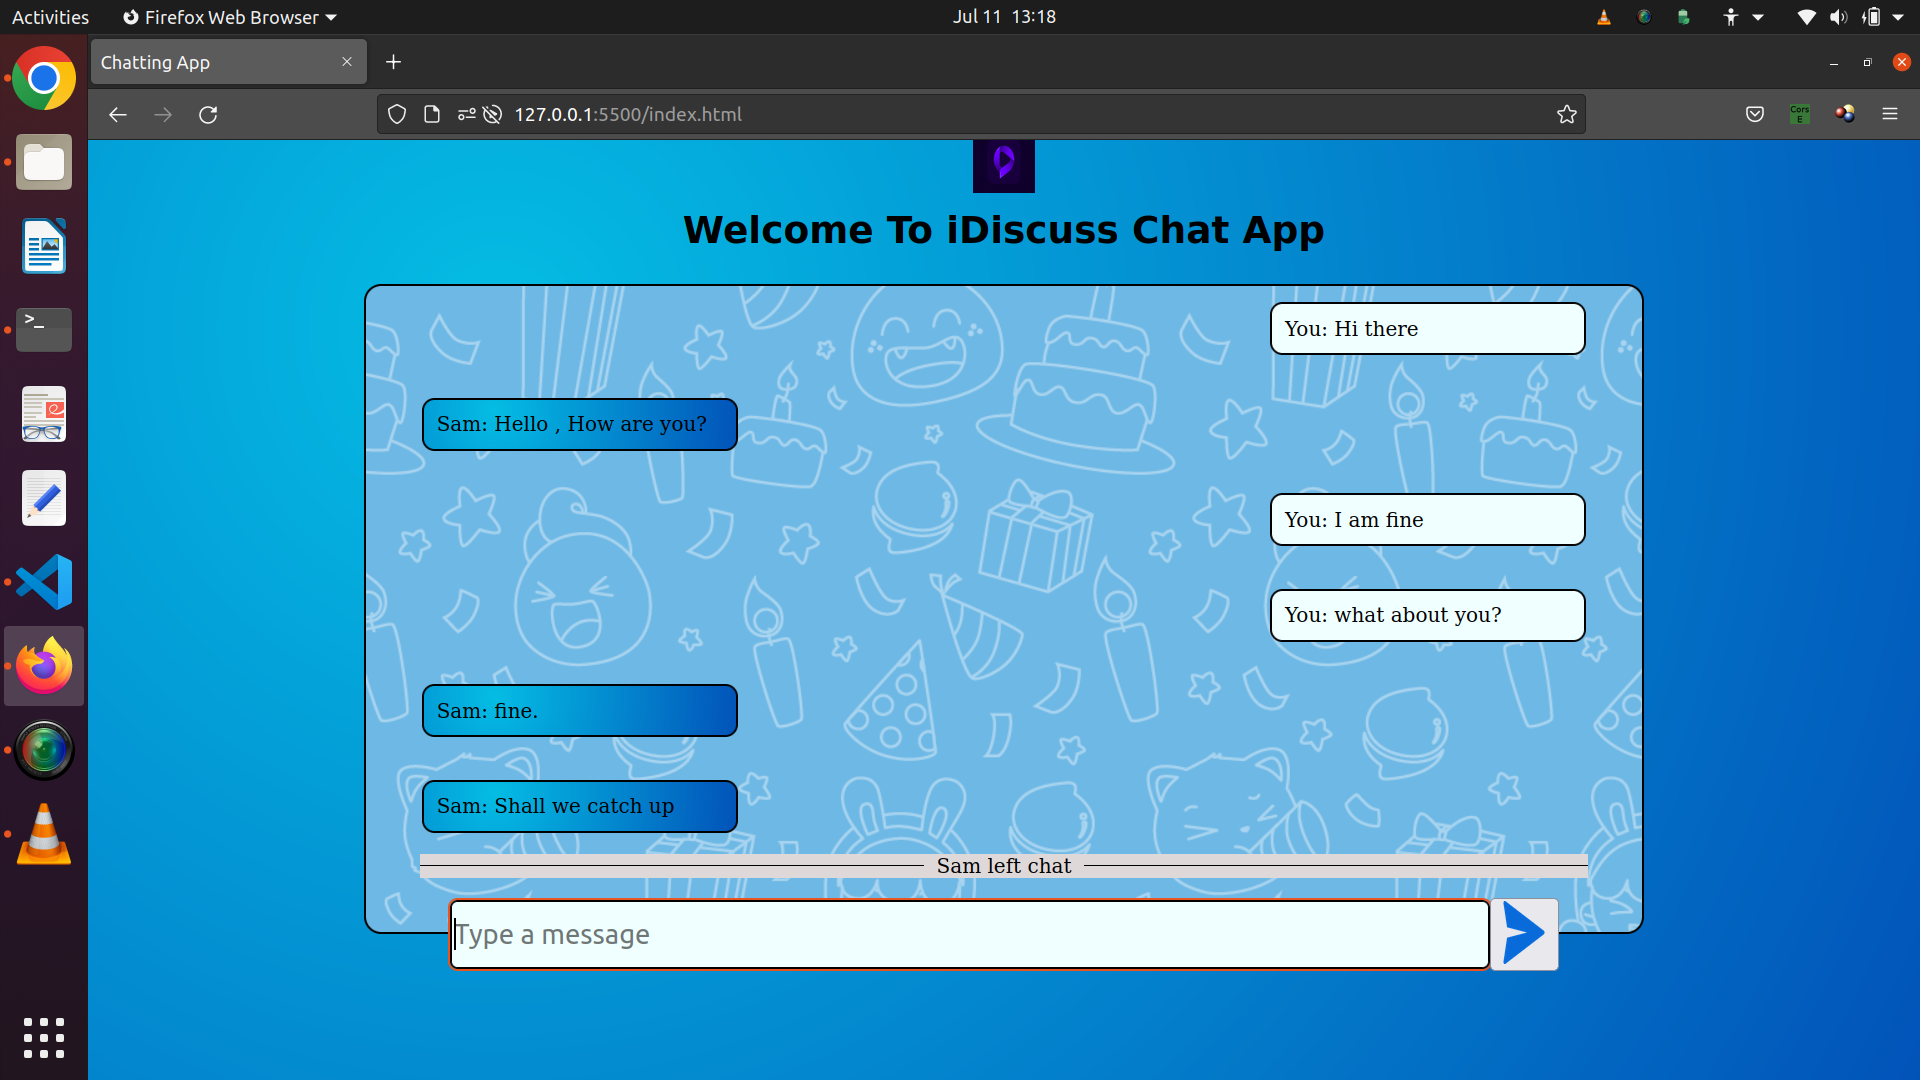 Activities Firefox Web Browser Jul 11 13:18
Chatting App
127.0.0.1:5500/index.html
Cors
E
Welcome To iDiscuss Chat App
You: Hi there
Sam: Hello , How are you?
You: I am fine
You: what about you?
Sam: fine.
Sam: Shall we catch up
Sam left chat
Type a message